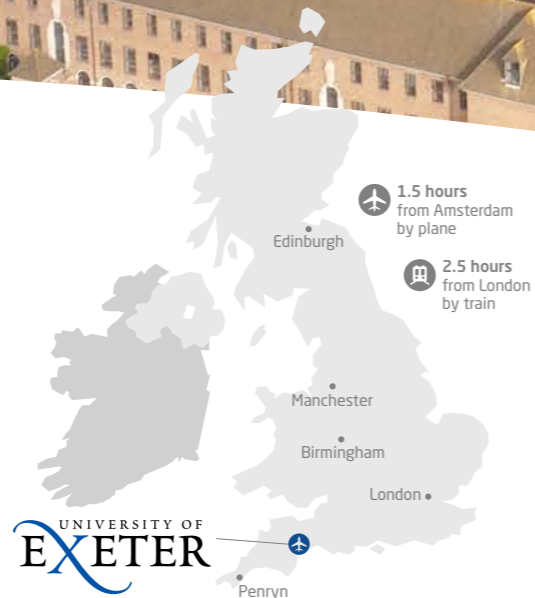 1.5 hours
from Amsterdam
by plane
Edinburgh
2.5 hours
from London
by train
Manchester
Birmingham
London
UNIVERSITY OF
EXETER
Penryn